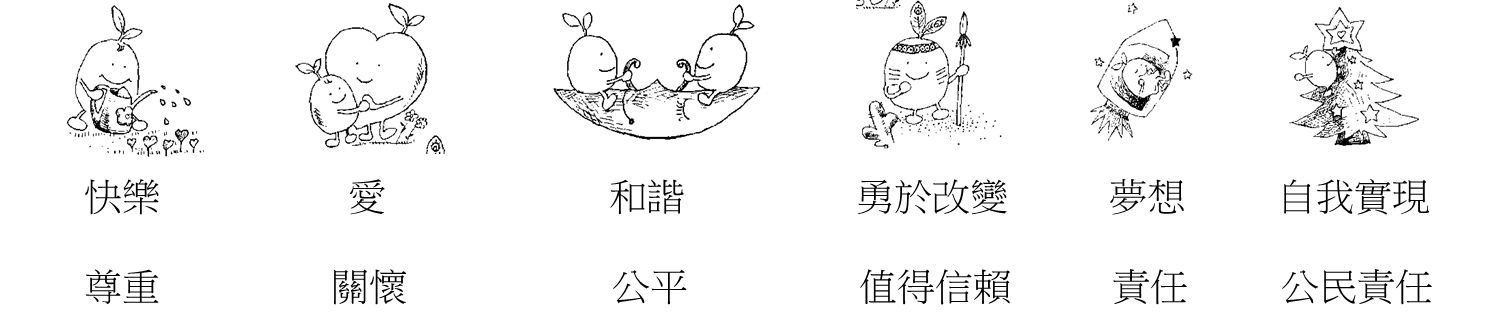 快樂 愛 和諧 勇於改變 夢想 自我實現
尊重 關懷 公平 值得信賴 責任 公民責任